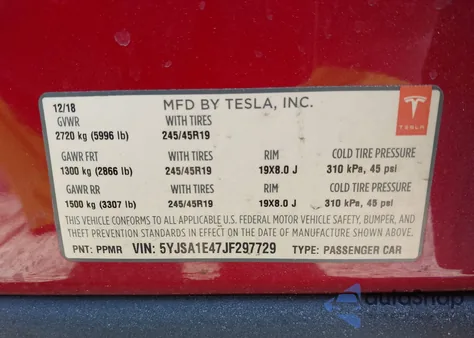 12/18 MFD BY TESLA, INC.
GVWR WITH TIRES
2720 kg (5996 lb) 245/45R19
TESLA
GAWR FRT WITH TIRES RIM COLD TIRE PRESSURE
1300 kg (2866 lb) 245/45R19 19X8.0 J 310 kPa, 45 psi
GAWR RR WITH TIRES RIM COLD TIRE PRESSURE
1500 kg (3307 lb) 245/45R19 19X8.0 J 310 kPa, 45 psi
THIS VEHICLE CONFORMS TO ALL APPLICABLE U.S. FEDERAL MOTOR VEHICLE SAFETY, BUMPER, AND
THEFT PREVENTION STANDARDS IN EFFECT ON THE DATE OF MANUFACTURE SHOWN ABOVE.
PNT: PPMR VIN: 5YJSA1E47JF297729 TYPE: PASSENGER CAR
AutoShop